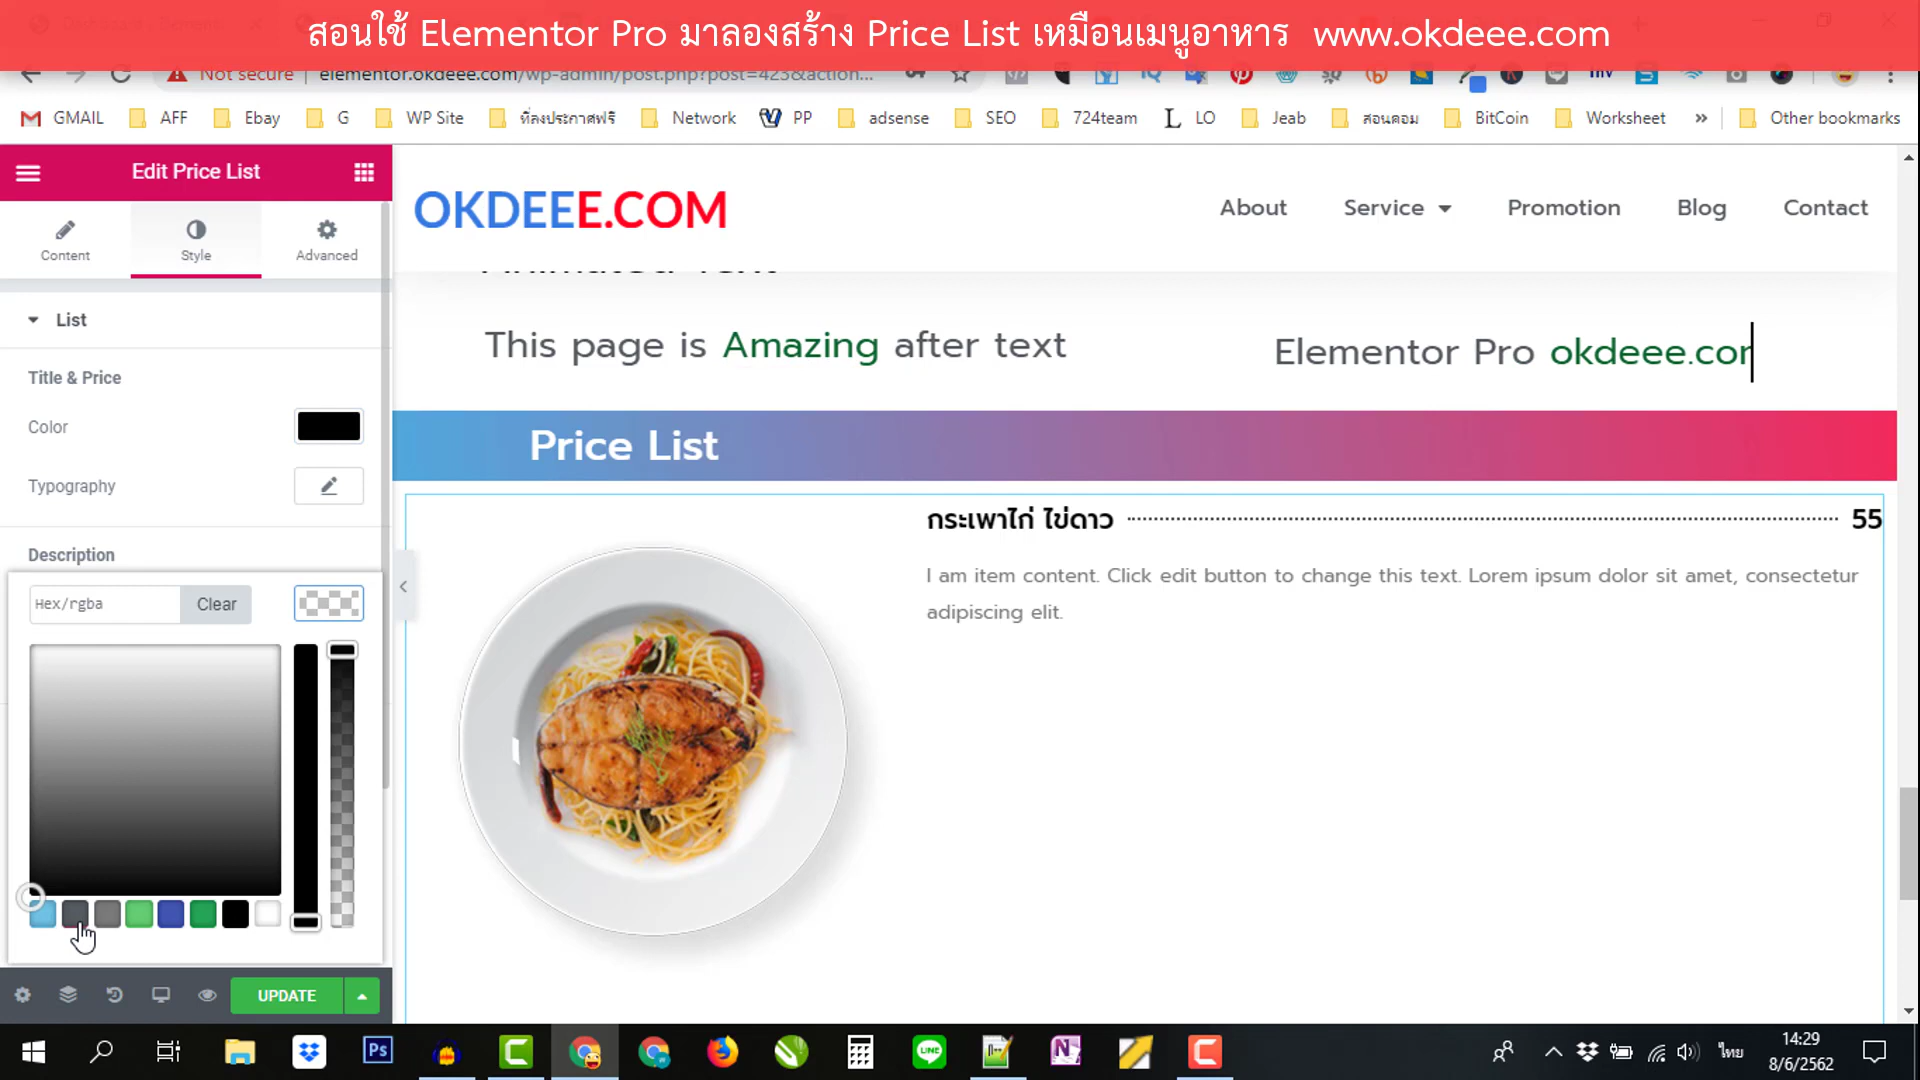 สอนใช้ Elementor Pro มาลองสร้าง Price List เหมือนเมนูอาหาร www.okdeee.com
Not secure elementor.okdeee.com/wp-admin/post.php?post=423&action...
GMAIL AFF Ebay G WP Site ที่ลงประกาศฟรี Network PP adsense SEO 724team LO Jeab สอนคอม BitCoin Worksheet » Other bookmarks
Edit Price List
Content Style Advanced
List
Title & Price
Color
Typography
Description
Hex/rgba Clear
UPDATE
OKDEEE.COM
About Service Promotion Blog Contact
Animated Text
This page is Amazing after text
Elementor Pro okdeee.cor
Price List
กระเพาไก่ ไข่ดาว 55
I am item content. Click edit button to change this text. Lorem ipsum dolor sit amet, consectetur
adipiscing elit.
Ps
LINE
ไทย
14:29
8/6/2562